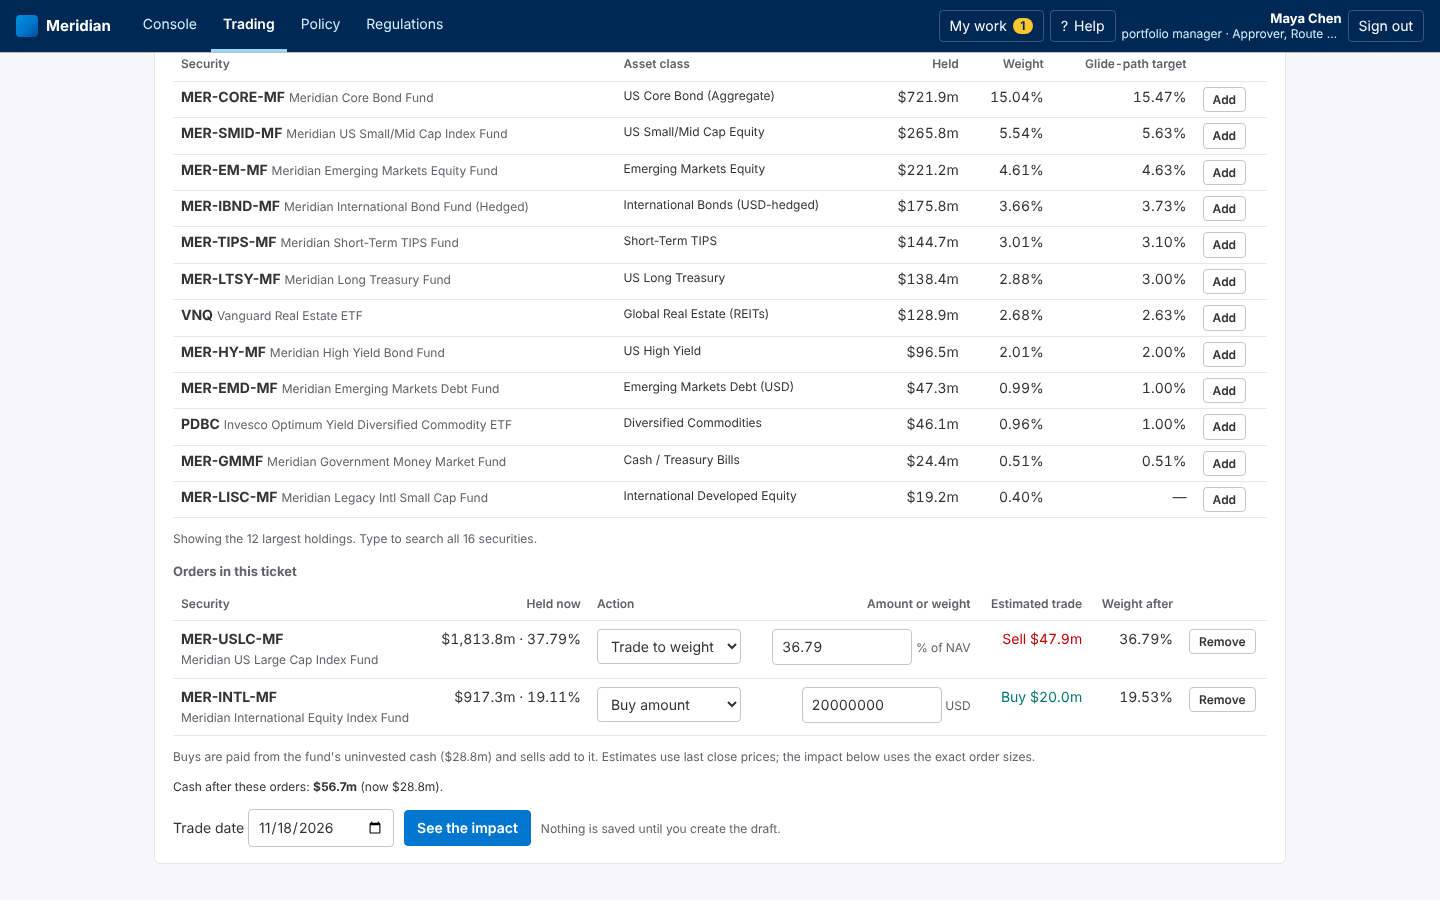 Meridian Console Trading Policy Regulations My work 1 ? Help Maya Chen Sign out
portfolio manager · Approver, Route ...
Security Asset class Held Weight Glide-path target
MER-CORE-MF Meridian Core Bond Fund US Core Bond (Aggregate) $721.9m 15.04% 15.47% Add
MER-SMID-MF Meridian US Small/Mid Cap Index Fund US Small/Mid Cap Equity $265.8m 5.54% 5.63% Add
MER-EM-MF Meridian Emerging Markets Equity Fund Emerging Markets Equity $221.2m 4.61% 4.63% Add
MER-IBND-MF Meridian International Bond Fund (Hedged) International Bonds (USD-hedged) $175.8m 3.66% 3.73% Add
MER-TIPS-MF Meridian Short-Term TIPS Fund Short-Term TIPS $144.7m 3.01% 3.10% Add
MER-LTSY-MF Meridian Long Treasury Fund US Long Treasury $138.4m 2.88% 3.00% Add
VNQ Vanguard Real Estate ETF Global Real Estate (REITs) $128.9m 2.68% 2.63% Add
MER-HY-MF Meridian High Yield Bond Fund US High Yield $96.5m 2.01% 2.00% Add
MER-EMD-MF Meridian Emerging Markets Debt Fund Emerging Markets Debt (USD) $47.3m 0.99% 1.00% Add
PDBC Invesco Optimum Yield Diversified Commodity ETF Diversified Commodities $46.1m 0.96% 1.00% Add
MER-GMMF Meridian Government Money Market Fund Cash / Treasury Bills $24.4m 0.51% 0.51% Add
MER-LISC-MF Meridian Legacy Intl Small Cap Fund International Developed Equity $19.2m 0.40% — Add
Showing the 12 largest holdings. Type to search all 16 securities.
Orders in this ticket
Security Held now Action Amount or weight Estimated trade Weight after
MER-USLC-MF $1,813.8m · 37.79% Trade to weight 36.79 % of NAV Sell $47.9m 36.79% Remove
Meridian US Large Cap Index Fund
MER-INTL-MF $917.3m · 19.11% Buy amount 20000000 USD Buy $20.0m 19.53% Remove
Meridian International Equity Index Fund
Buys are paid from the fund's uninvested cash ($28.8m) and sells add to it. Estimates use last close prices; the impact below uses the exact order sizes.
Cash after these orders: $56.7m (now $28.8m).
Trade date 11/18/2026 See the impact Nothing is saved until you create the draft.